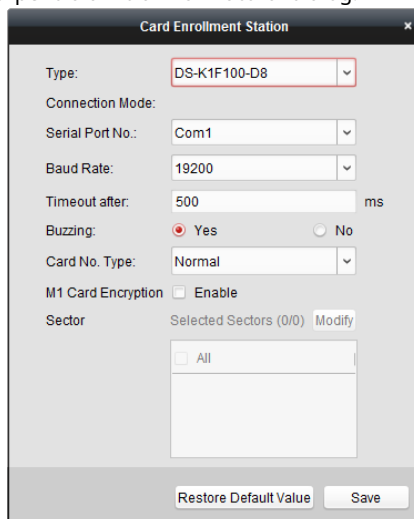 Card Enrollment Station ×
Type: DS-K1F100-D8
Connection Mode:
Serial Port No.: Com1
Baud Rate: 19200
Timeout after: 500 ms
Buzzing: Yes No
Card No. Type: Normal
M1 Card Encryption Enable
Sector Selected Sectors (0/0) Modify
All
Restore Default Value Save